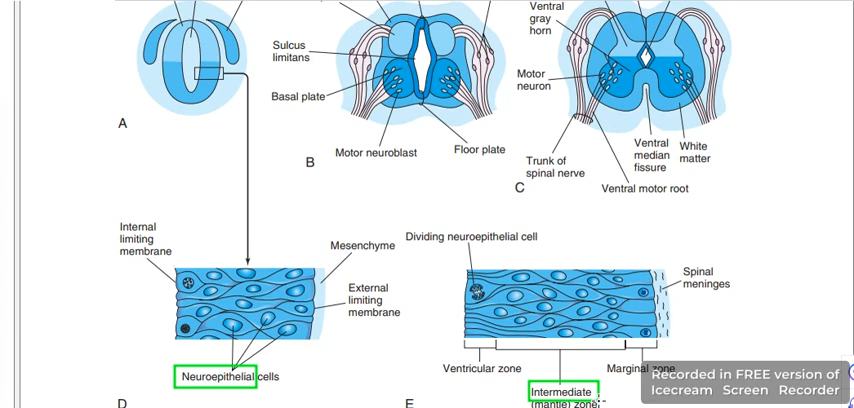 Ventral
gray
horn
Sulcus
limitans
Motor
neuron
Basal plate
A
Motor neuroblast
Floor plate
B
Trunk of
spinal nerve
Ventral
median
fissure
White
matter
C
Ventral motor root
Internal
limiting
membrane
Mesenchyme
External
limiting
membrane
Neuroepithelial cells
D
Dividing neuroepithelial cell
Spinal
meninges
Ventricular zone
Marginal zone
Intermediate
(mantle) zone
E
Recorded in FREE version of
Icecream Screen Recorder